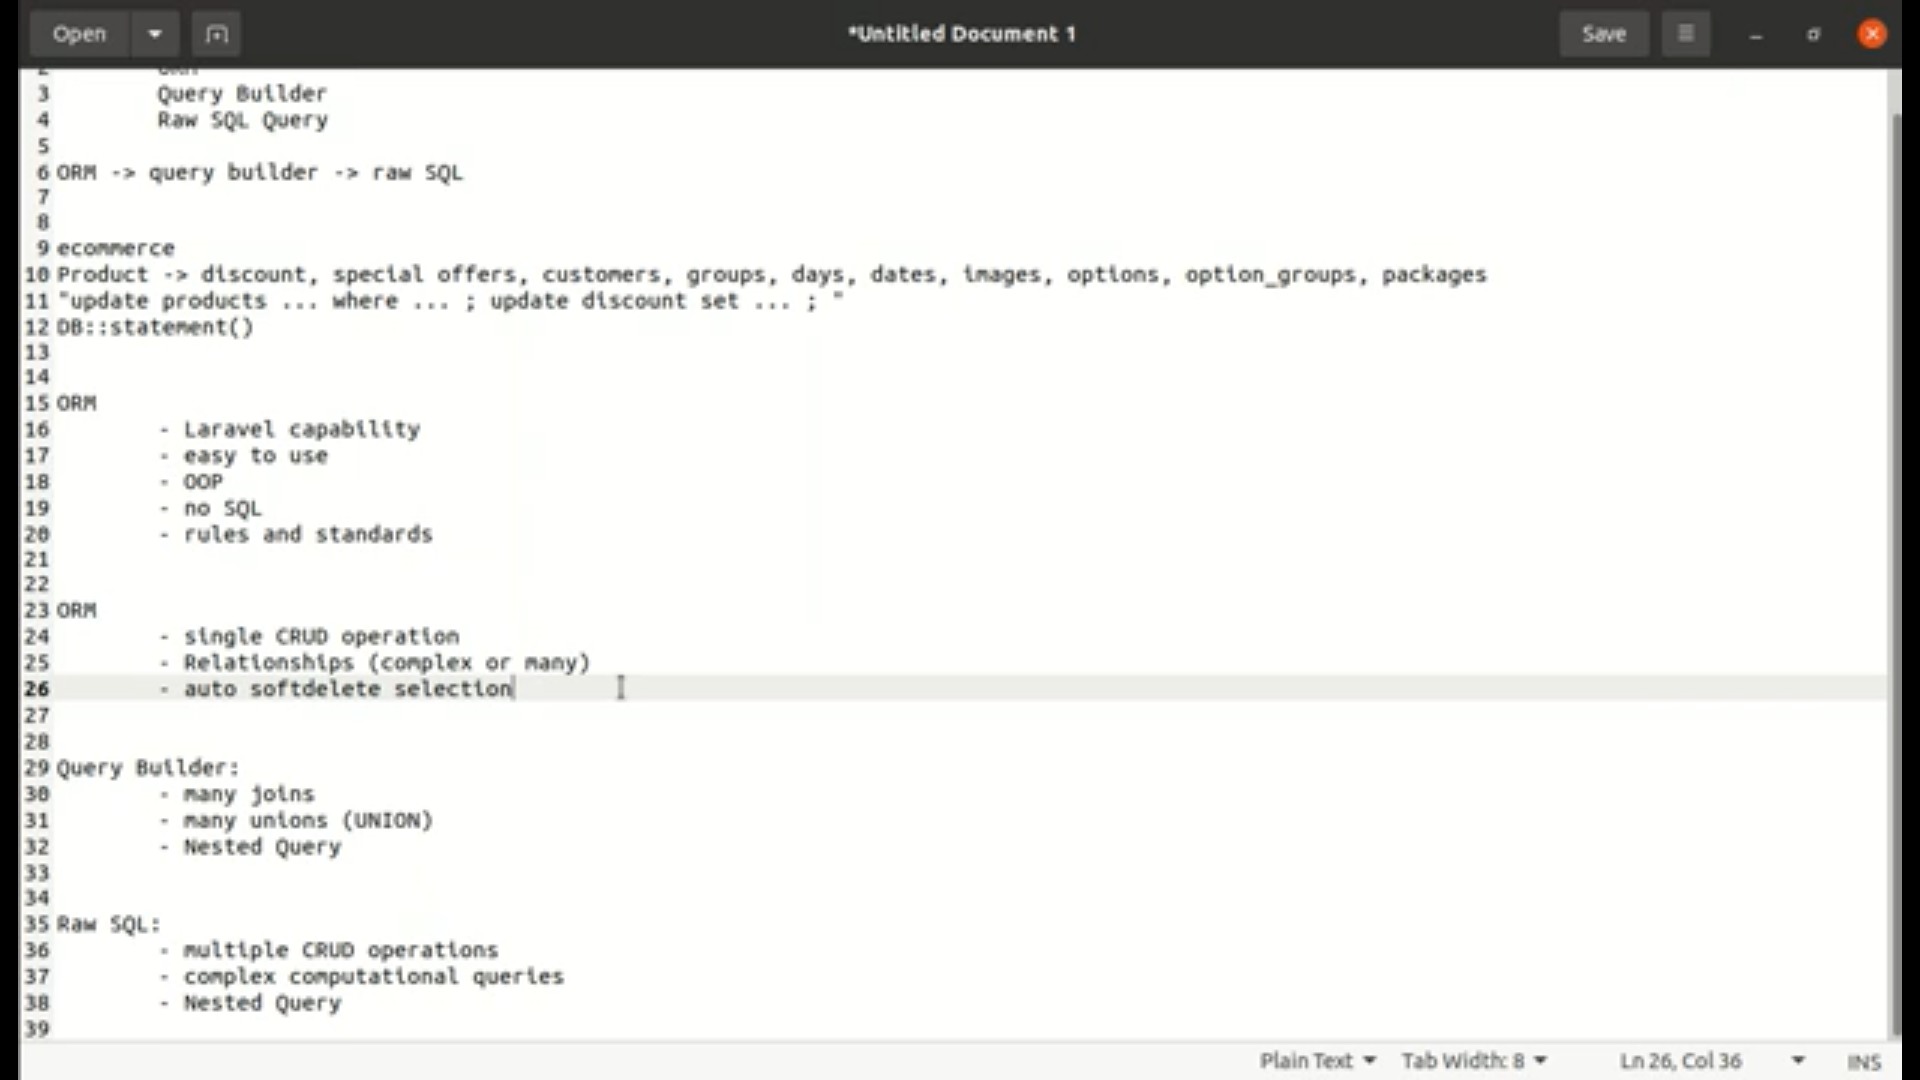 Open
*Untitled Document 1
Save
2 ORM
3 Query Builder
4 Raw SQL Query
5
6 ORM -> query builder -> raw SQL
7
8
9 ecommerce
10 Product -> discount, special offers, customers, groups, days, dates, images, options, option_groups, packages
11 "update products ... where ... ; update discount set ... ; "
12 DB::statement()
13
14
15 ORM
16 - Laravel capability
17 - easy to use
18 - OOP
19 - no SQL
20 - rules and standards
21
22
23 ORM
24 - single CRUD operation
25 - Relationships (complex or many)
26 - auto softdelete selection
27
28
29 Query Builder:
30 - many joins
31 - many unions (UNION)
32 - Nested Query
33
34
35 Raw SQL:
36 - multiple CRUD operations
37 - complex computational queries
38 - Nested Query
39
Plain Text Tab Width: 8 Ln 26, Col 36 INS